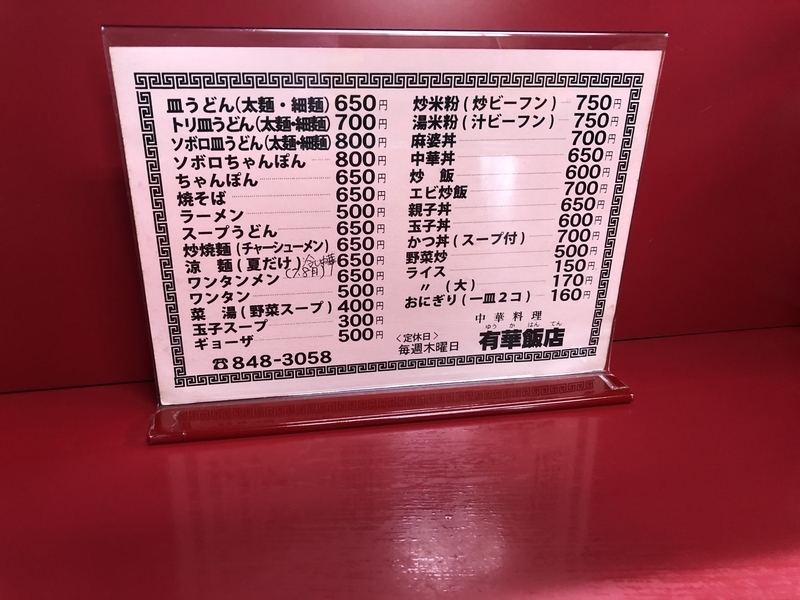 皿うどん(太麺・細麺) 650円
トリ皿うどん(太麺・細麺) 700円
ソボロ皿うどん(太麺・細麺) 800円
ソボロちゃんぽん 800円
ちゃんぽん 650円
焼そば 650円
ラーメン 500円
スープうどん 650円
炒焼麺(チャーシューメン) 650円
涼 麺(夏だけ) 650円
冷し中華
(7.8月)
ワンタンメン 650円
ワンタン 500円
菜 湯(野菜スープ) 400円
玉子スープ 300円
ギョーザ 500円
☎848-3058
炒米粉(炒ビーフン) 750円
湯米粉(汁ビーフン) 750円
麻婆丼 700円
中華丼 650円
炒 飯 600円
エビ炒飯 700円
親子丼 650円
玉子丼 600円
かつ丼(スープ付) 700円
野菜炒 500円
ライス 150円
〃 (大) 170円
おにぎり(一皿2コ) 160円
〈定休日〉
毎週木曜日
中華料理
ゆうかはんてん
有華飯店